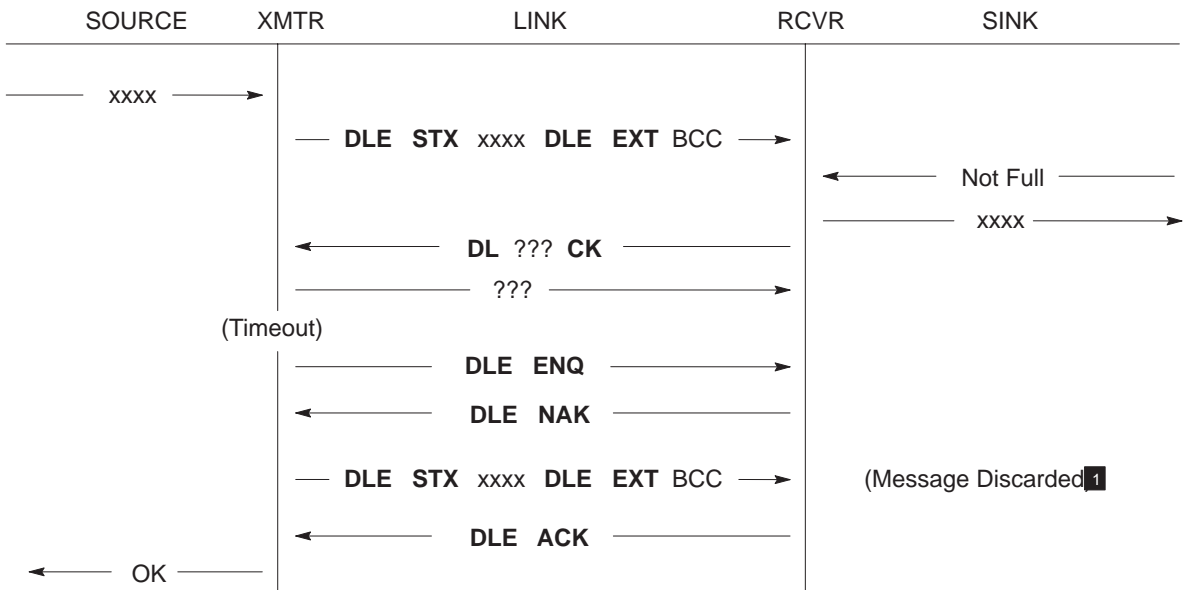 SOURCE XMTR LINK RCVR SINK
xxxx
DLE STX xxxx DLE EXT BCC
Not Full
xxxx
DL ??? CK
???
(Timeout)
DLE ENQ
DLE NAK
DLE STX xxxx DLE EXT BCC (Message Discarded) 1
DLE ACK
OK